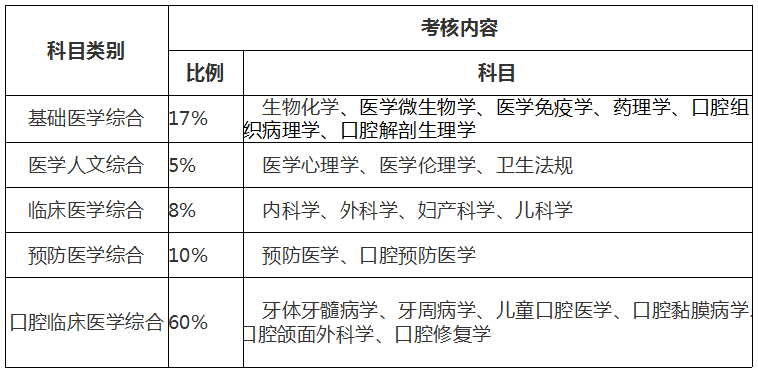 科目类别
考核内容
比例
科目
基础医学综合
17%
生物化学、医学微生物学、医学免疫学、药理学、口腔组
织病理学、口腔解剖生理学
医学人文综合
5%
医学心理学、医学伦理学、卫生法规
临床医学综合
8%
内科学、外科学、妇产科学、儿科学
预防医学综合
10%
预防医学、口腔预防医学
口腔临床医学综合
60%
牙体牙髓病学、牙周病学、儿童口腔医学、口腔黏膜病学、
口腔颌面外科学、口腔修复学